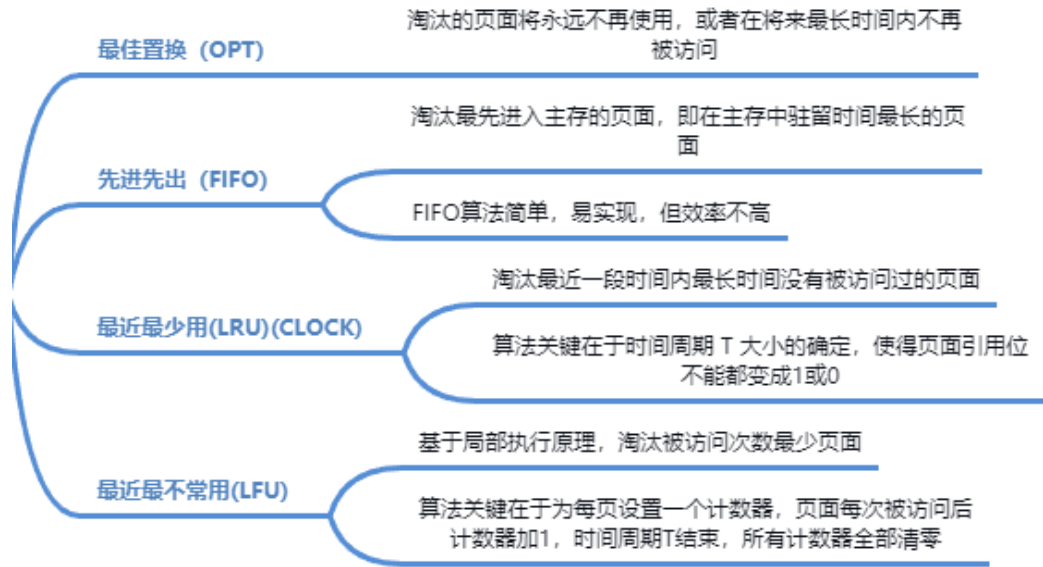 最佳置换（OPT）
淘汰的页面将永远不再使用，或者在将来最长时间内不再
被访问
先进先出（FIFO）
淘汰最先进入主存的页面，即在主存中驻留时间最长的页
面
FIFO算法简单，易实现，但效率不高
最近最少用(LRU)(CLOCK)
淘汰最近一段时间内最长时间没有被访问过的页面
算法关键在于时间周期 T 大小的确定，使得页面引用位
不能都变成1或0
最近最不常用(LFU)
基于局部执行原理，淘汰被访问次数最少页面
算法关键在于为每页设置一个计数器，页面每次被访问后
计数器加1，时间周期T结束，所有计数器全部清零